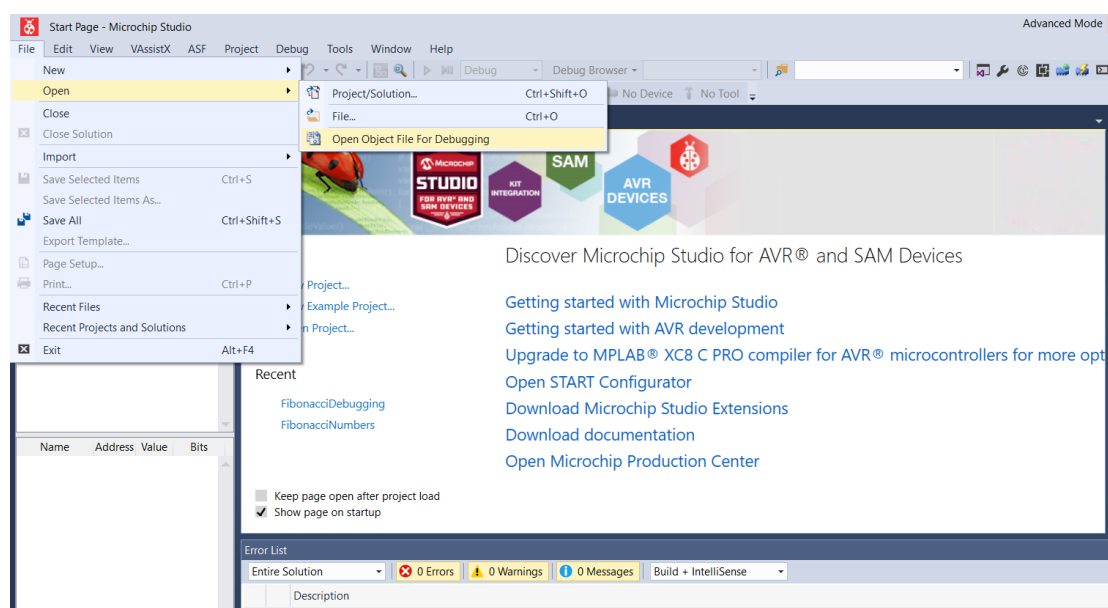 Start Page - Microchip Studio
Advanced Mode
File Edit View VAssistX ASF Project Debug Tools Window Help
New
Debug
Debug Browser
Open
Project/Solution... Ctrl+Shift+O
No Device No Tool
Close
File... Ctrl+O
Close Solution
Open Object File For Debugging
Import
MICROCHIP
STUDIO
FOR AVR® AND
SAM DEVICES
KIT
INTEGRATION
SAM
AVR
DEVICES
Save Selected Items Ctrl+S
Save Selected Items As...
Save All Ctrl+Shift+S
Export Template...
Page Setup...
Print... Ctrl+P
Recent Files
Recent Projects and Solutions
Exit Alt+F4
Discover Microchip Studio for AVR® and SAM Devices
Project...
Example Project...
Project...
Getting started with Microchip Studio
Getting started with AVR development
Upgrade to MPLAB® XC8 C PRO compiler for AVR® microcontrollers for more opt
Open START Configurator
Download Microchip Studio Extensions
Download documentation
Open Microchip Production Center
Recent
FibonacciDebugging
FibonacciNumbers
Name Address Value Bits
Keep page open after project load
Show page on startup
Error List
Entire Solution 0 Errors 0 Warnings 0 Messages Build + IntelliSense
Description